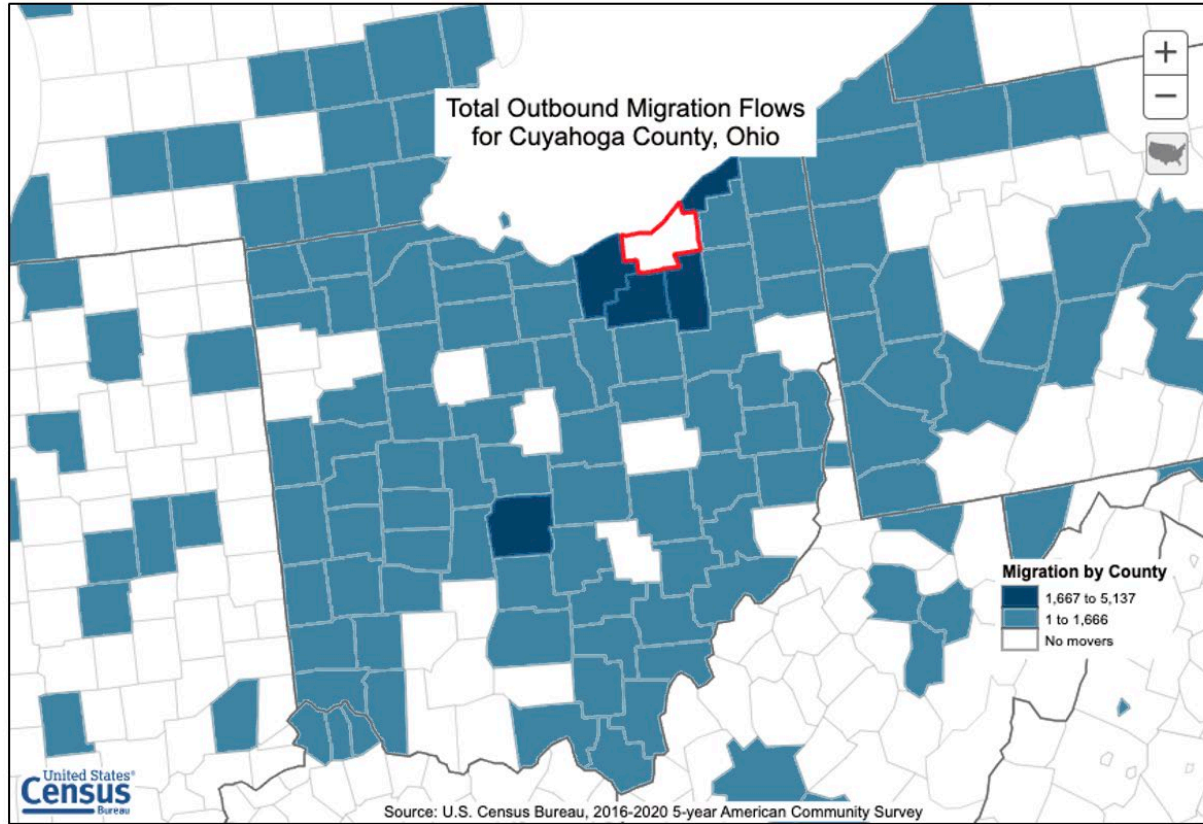 Total Outbound Migration Flows
for Cuyahoga County, Ohio
+
−
Migration by County
1,667 to 5,137
1 to 1,666
No movers
United States®
Census
Bureau
Source: U.S. Census Bureau, 2016-2020 5-year American Community Survey